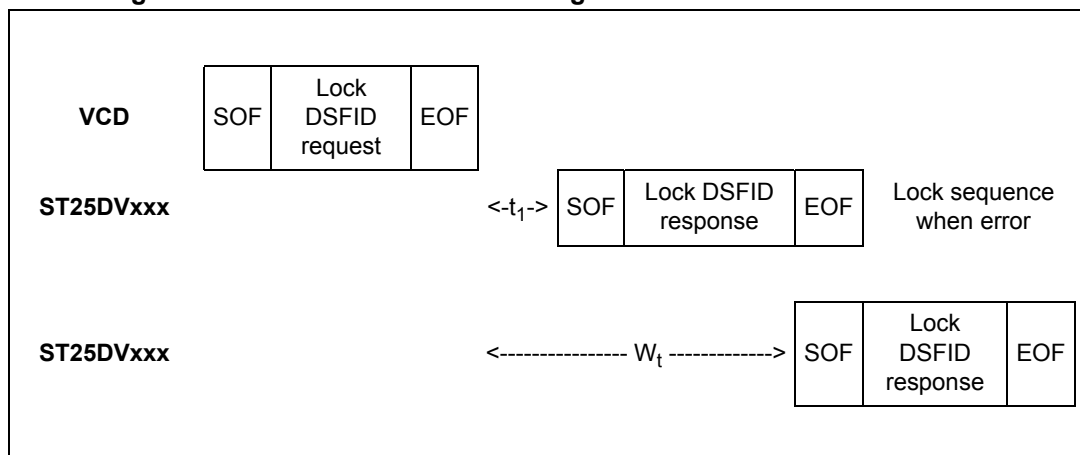 VCD
SOF
Lock
DSFID
request
EOF
ST25DVxxx
<-t1->
SOF
Lock DSFID
response
EOF
Lock sequence
when error
ST25DVxxx
<---------------- Wt ------------->
SOF
Lock
DSFID
response
EOF